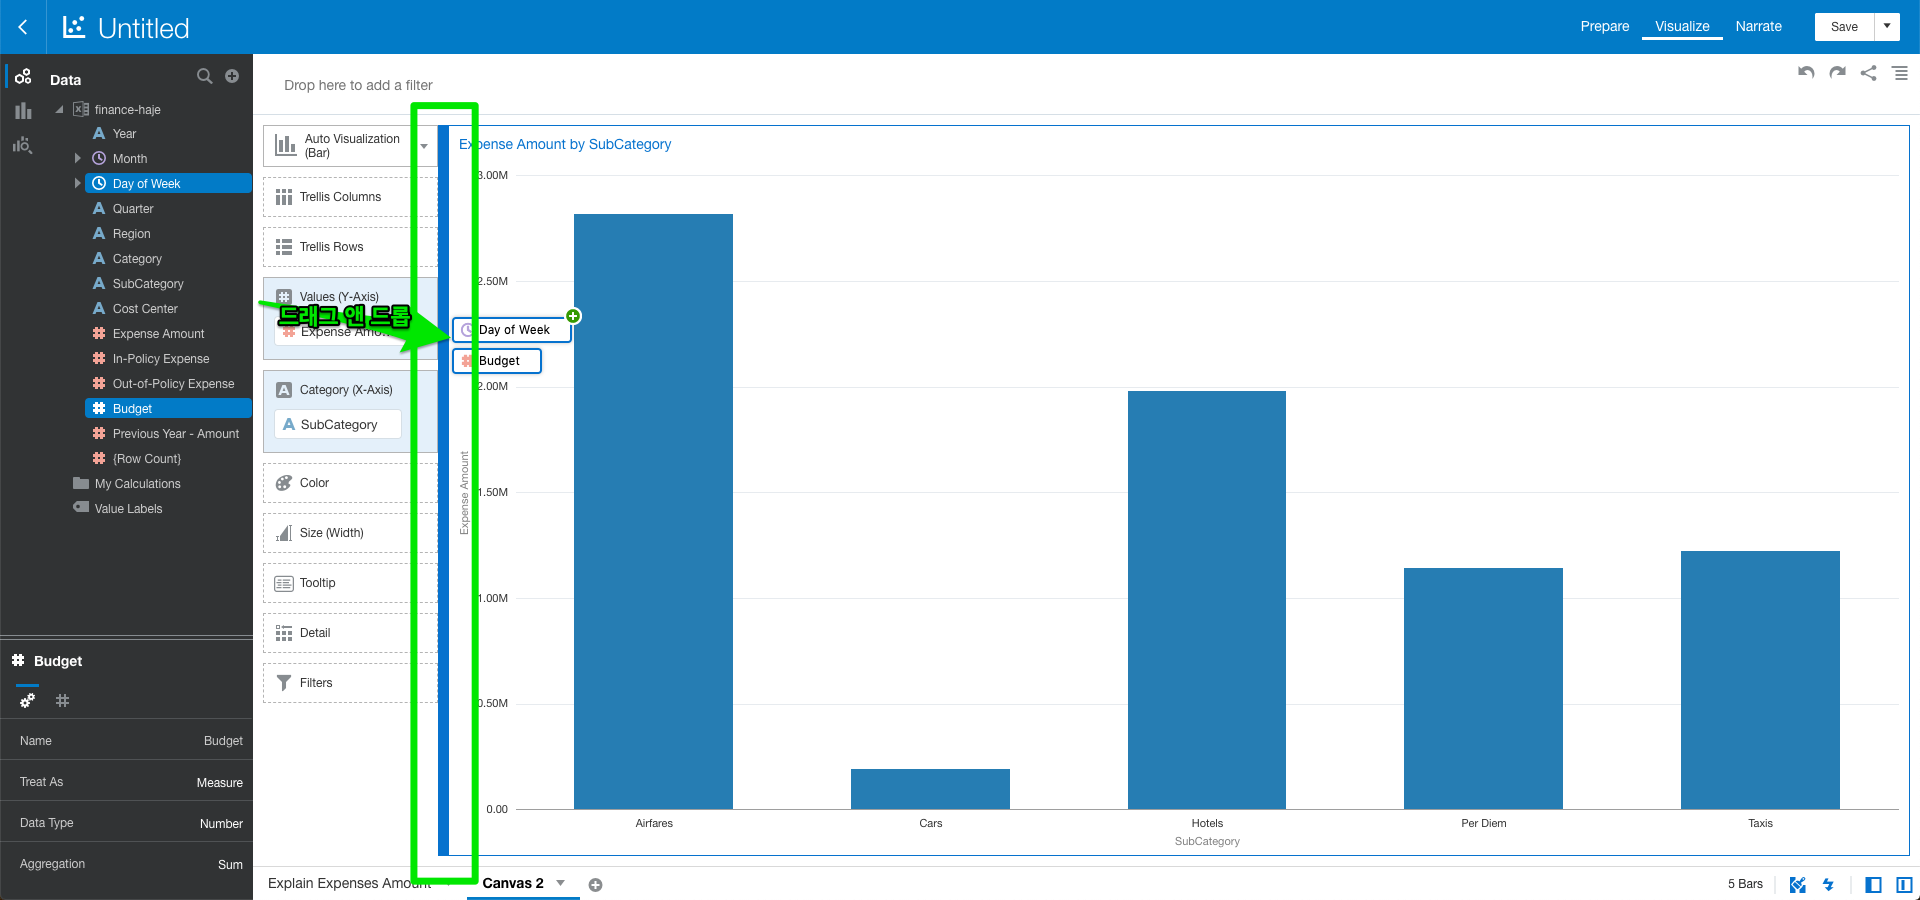 Untitled
Prepare
Visualize
Narrate
Save
Data
finance-haje
Year
Month
Day of Week
Quarter
Region
Category
SubCategory
Cost Center
Expense Amount
In-Policy Expense
Out-of-Policy Expense
Budget
Previous Year - Amount
{Row Count}
My Calculations
Value Labels
Budget
Name Budget
Treat As Measure
Data Type Number
Aggregation Sum
Drop here to add a filter
Auto Visualization
(Bar)
Trellis Columns
Trellis Rows
Values (Y-Axis)
드래그 앤 드롭
Expense Amo
Category (X-Axis)
SubCategory
Color
Size (Width)
Tooltip
Detail
Filters
Expense Amount by SubCategory
3.00M
2.50M
Day of Week
Budget
2.00M
1.50M
1.00M
0.50M
0.00
Expense Amount
Airfares
Cars
Hotels
Per Diem
Taxis
SubCategory
Explain Expenses Amount
Canvas 2
5 Bars